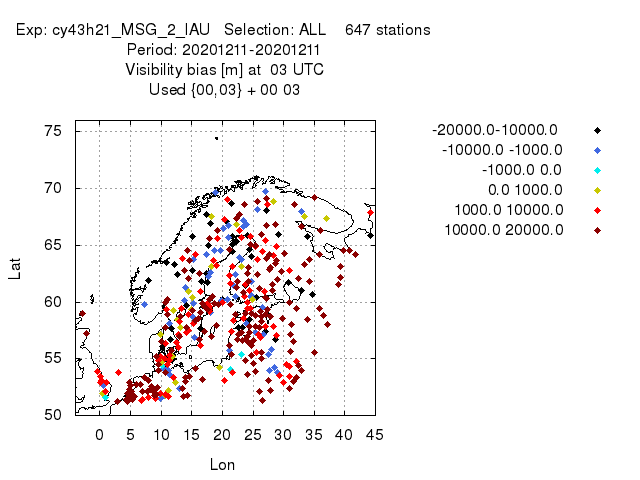 Exp: cy43h21_MSG_2_IAU   Selection: ALL    647 stations
Period: 20201211-20201211
Visibility bias [m] at  03 UTC
Used {00,03} + 00 03
-20000.0-10000.0
-10000.0 -1000.0
-1000.0 0.0
0.0 1000.0
1000.0 10000.0
10000.0 20000.0
75
70
65
60
55
50
Lat
0 5 10 15 20 25 30 35 40 45
Lon